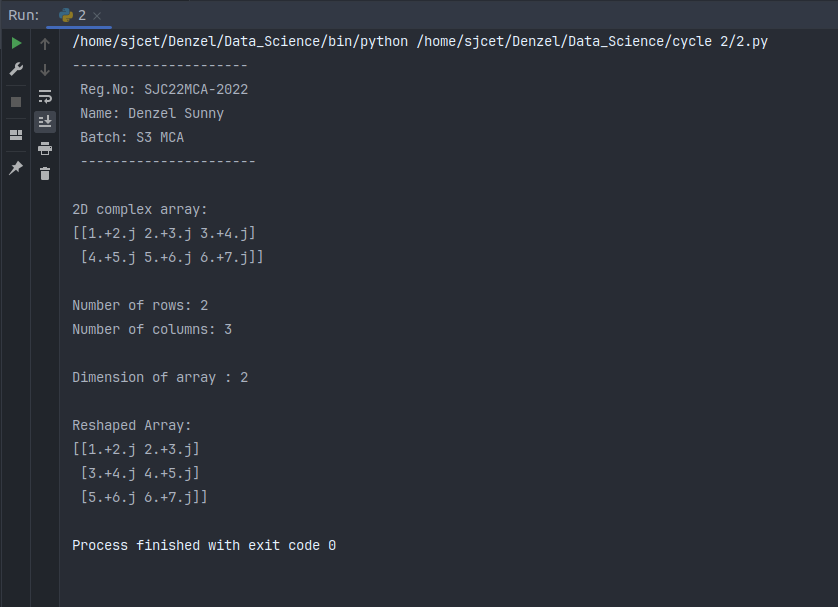 Run: 2 ×
/home/sjcet/Denzel/Data_Science/bin/python /home/sjcet/Denzel/Data_Science/cycle 2/2.py
----------------------
 Reg.No: SJC22MCA-2022
 Name: Denzel Sunny
 Batch: S3 MCA
 ----------------------
2D complex array:
[[1.+2.j 2.+3.j 3.+4.j]
 [4.+5.j 5.+6.j 6.+7.j]]
Number of rows: 2
Number of columns: 3
Dimension of array : 2
Reshaped Array:
[[1.+2.j 2.+3.j]
 [3.+4.j 4.+5.j]
 [5.+6.j 6.+7.j]]
Process finished with exit code 0